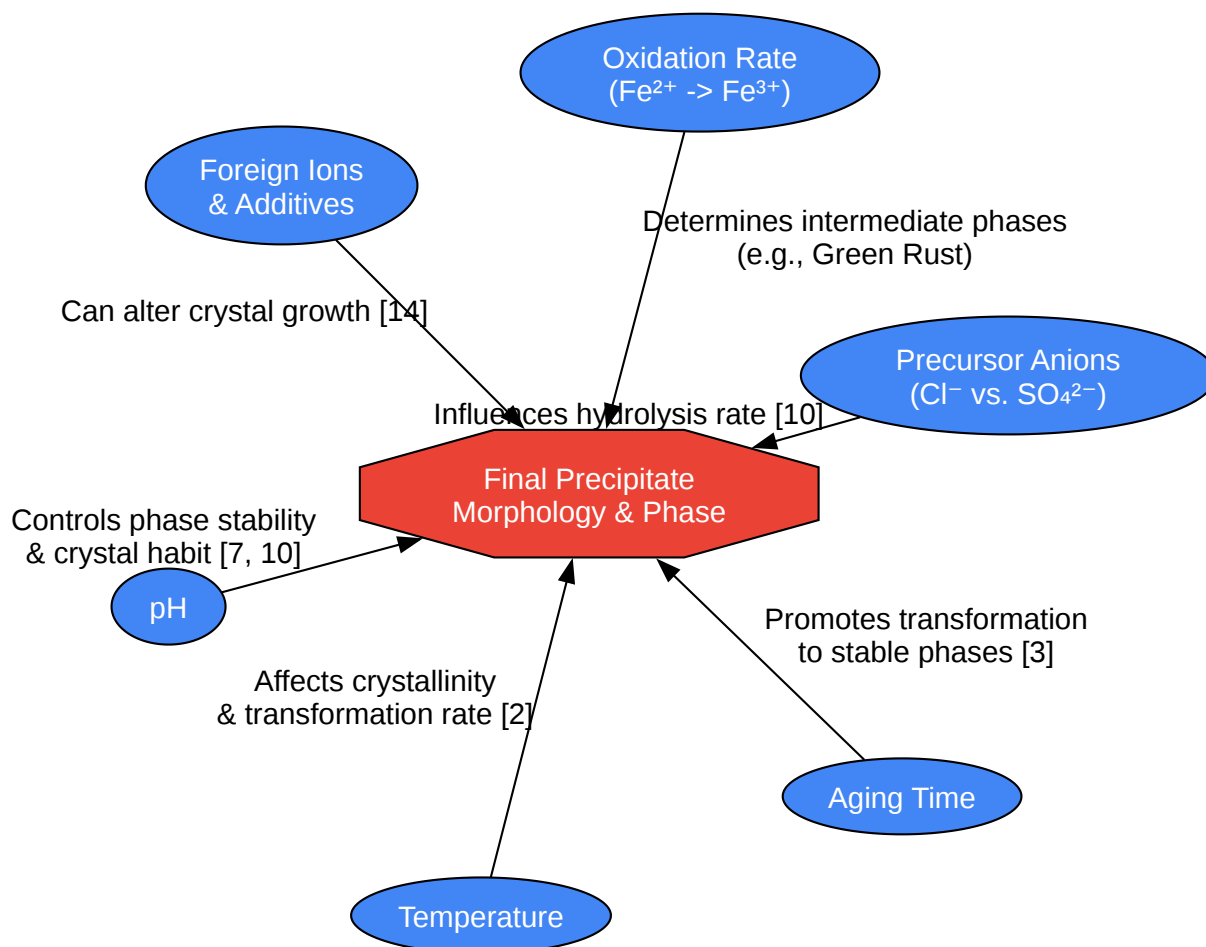 Oxidation Rate
(Fe²⁺ -> Fe³⁺)
Foreign Ions
& Additives
Determines intermediate phases
(e.g., Green Rust)
Can alter crystal growth [14]
Precursor Anions
(Cl⁻ vs. SO₄²⁻)
Influences hydrolysis rate [10]
Final Precipitate
Morphology & Phase
Controls phase stability
& crystal habit [7, 10]
pH
Promotes transformation
to stable phases [3]
Affects crystallinity
& transformation rate [2]
Aging Time
Temperature